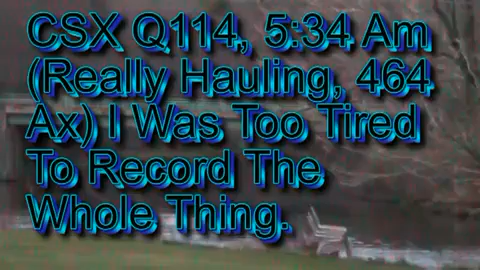 CSX Q114, 5:34 Am
(Really Hauling, 464
Ax) I Was Too Tired
To Record The
Whole Thing.